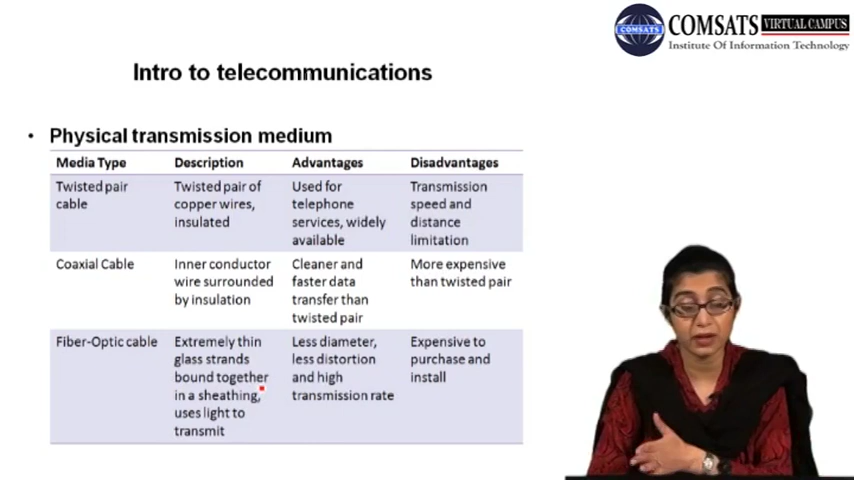 COMSATS
COMSATS VIRTUAL CAMPUS
Institute Of Information Technology
Intro to telecommunications
• Physical transmission medium
Media Type Description Advantages Disadvantages
Twisted pair cable Twisted pair of copper wires, insulated Used for telephone services, widely available Transmission speed and distance limitation
Coaxial Cable Inner conductor wire surrounded by insulation Cleaner and faster data transfer than twisted pair More expensive than twisted pair
Fiber-Optic cable Extremely thin glass strands bound together in a sheathing, uses light to transmit Less diameter, less distortion and high transmission rate Expensive to purchase and install